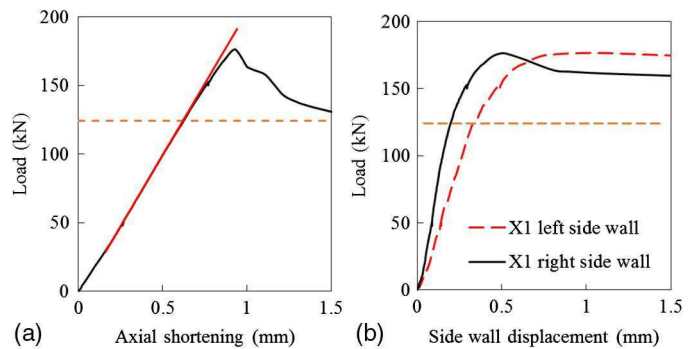 200
150
100
50
0
Load (kN)
0
0.5
1
1.5
(a)
Axial shortening (mm)
200
150
100
50
0
Load (kN)
X1 left side wall
X1 right side wall
0
0.5
1
1.5
(b)
Side wall displacement (mm)